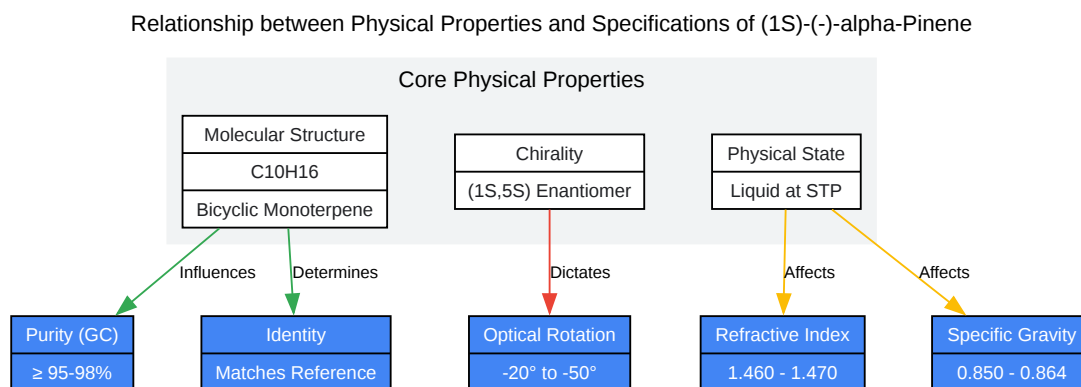 Relationship between Physical Properties and Specifications of (1S)-(-)-alpha-Pinene
Core Physical Properties
Molecular Structure
C10H16
Bicyclic Monoterpene
Chirality
(1S,5S) Enantiomer
Physical State
Liquid at STP
Influences
Determines
Dictates
Affects
Affects
Purity (GC)
≥ 95-98%
Identity
Matches Reference
Optical Rotation
-20° to -50°
Refractive Index
1.460 - 1.470
Specific Gravity
0.850 - 0.864